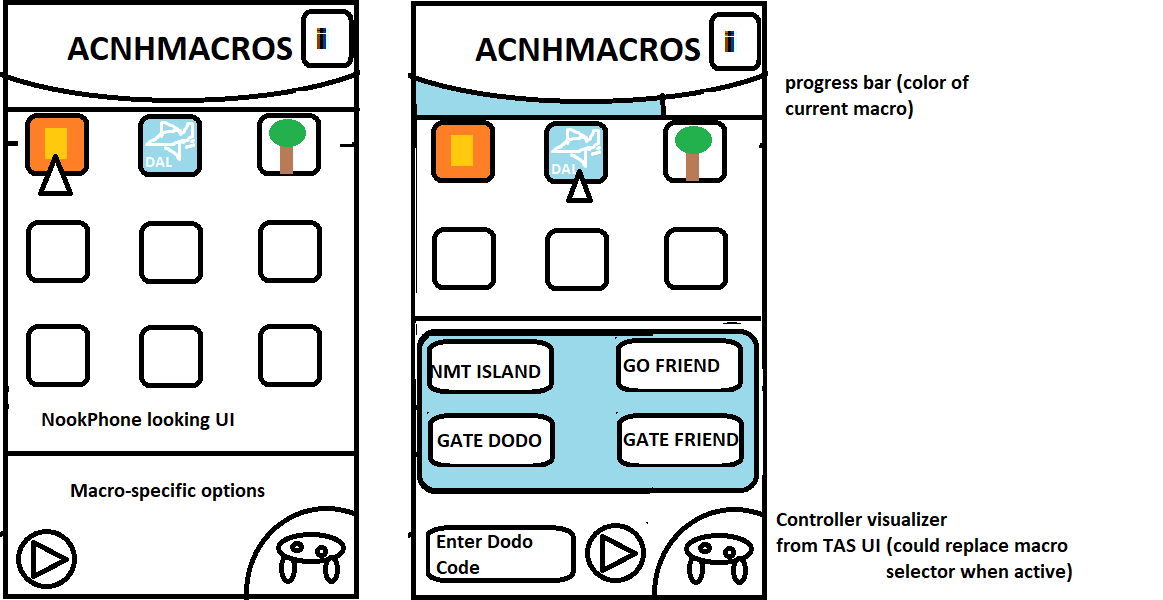 ACNHMACROS
i
DAL
NookPhone looking UI
Macro-specific options
ACNHMACROS
i
progress bar (color of
current macro)
DAL
NMT ISLAND
GO FRIEND
GATE DODO
GATE FRIEND
Enter Dodo
Code
Controller visualizer
from TAS UI (could replace macro
selector when active)